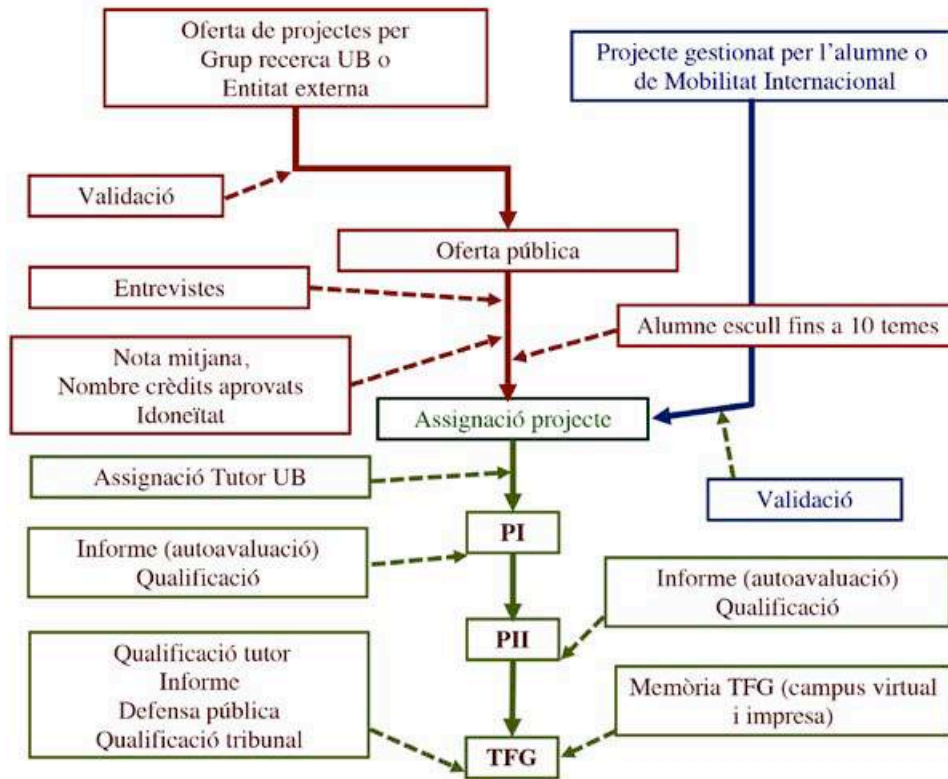 Oferta de projectes per
Grup recerca UB o
Entitat externa
Projecte gestionat per l'alumne o
de Mobilitat Internacional
Validació
Oferta pública
Entrevistes
Alumne escull fins a 10 temes
Nota mitjana,
Nombre crèdits aprovats
Idoneïtat
Assignació projecte
Assignació Tutor UB
Validació
PI
Informe (autoavaluació)
Qualificació
Informe (autoavaluació)
Qualificació
PII
Qualificació tutor
Informe
Defensa pública
Qualificació tribunal
Memòria TFG (campus virtual
i impresa)
TFG